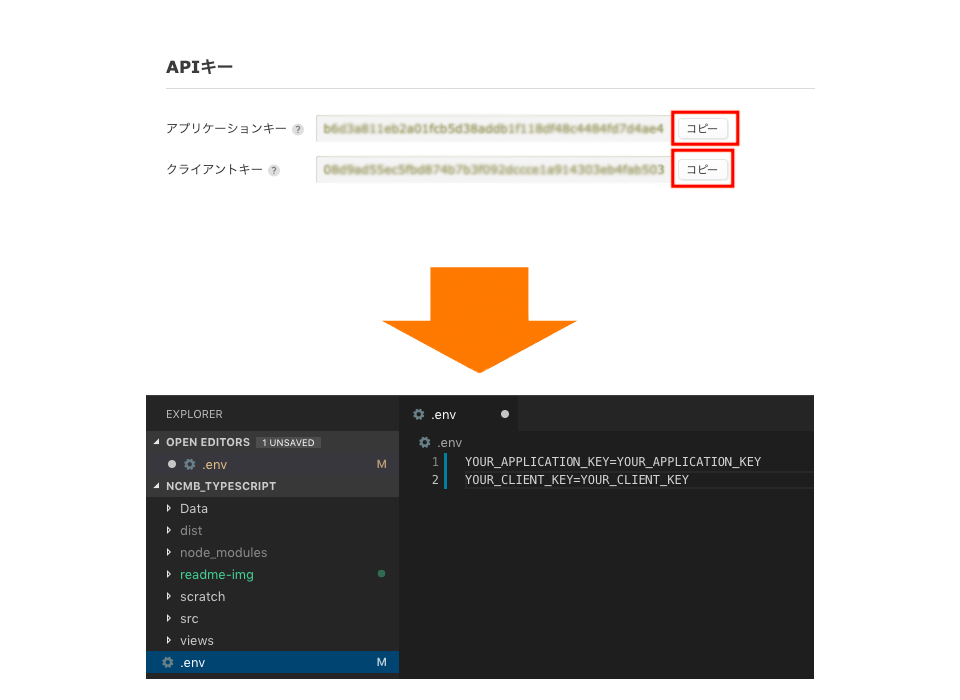 APIキー
アプリケーションキー ?
コピー
クライアントキー ?
コピー
EXPLORER
OPEN EDITORS 1 UNSAVED
.env M
NCMB_TYPESCRIPT
Data
dist
node_modules
readme-img
scratch
src
views
.env M
.env
.env
1 YOUR_APPLICATION_KEY=YOUR_APPLICATION_KEY
2 YOUR_CLIENT_KEY=YOUR_CLIENT_KEY